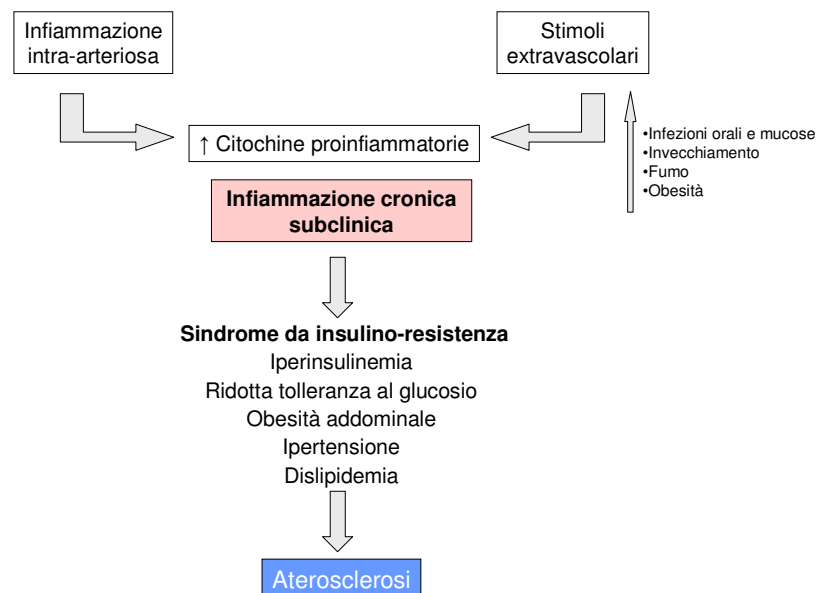 Infiammazione
intra-arteriosa
Stimoli
extravascolari
↑ Citochine proinfiammatorie
•Infezioni orali e mucose
•Invecchiamento
•Fumo
•Obesità
Infiammazione cronica
subclinica
Sindrome da insulino-resistenza
Iperinsulinemia
Ridotta tolleranza al glucosio
Obesità addominale
Ipertensione
Dislipidemia
Aterosclerosi